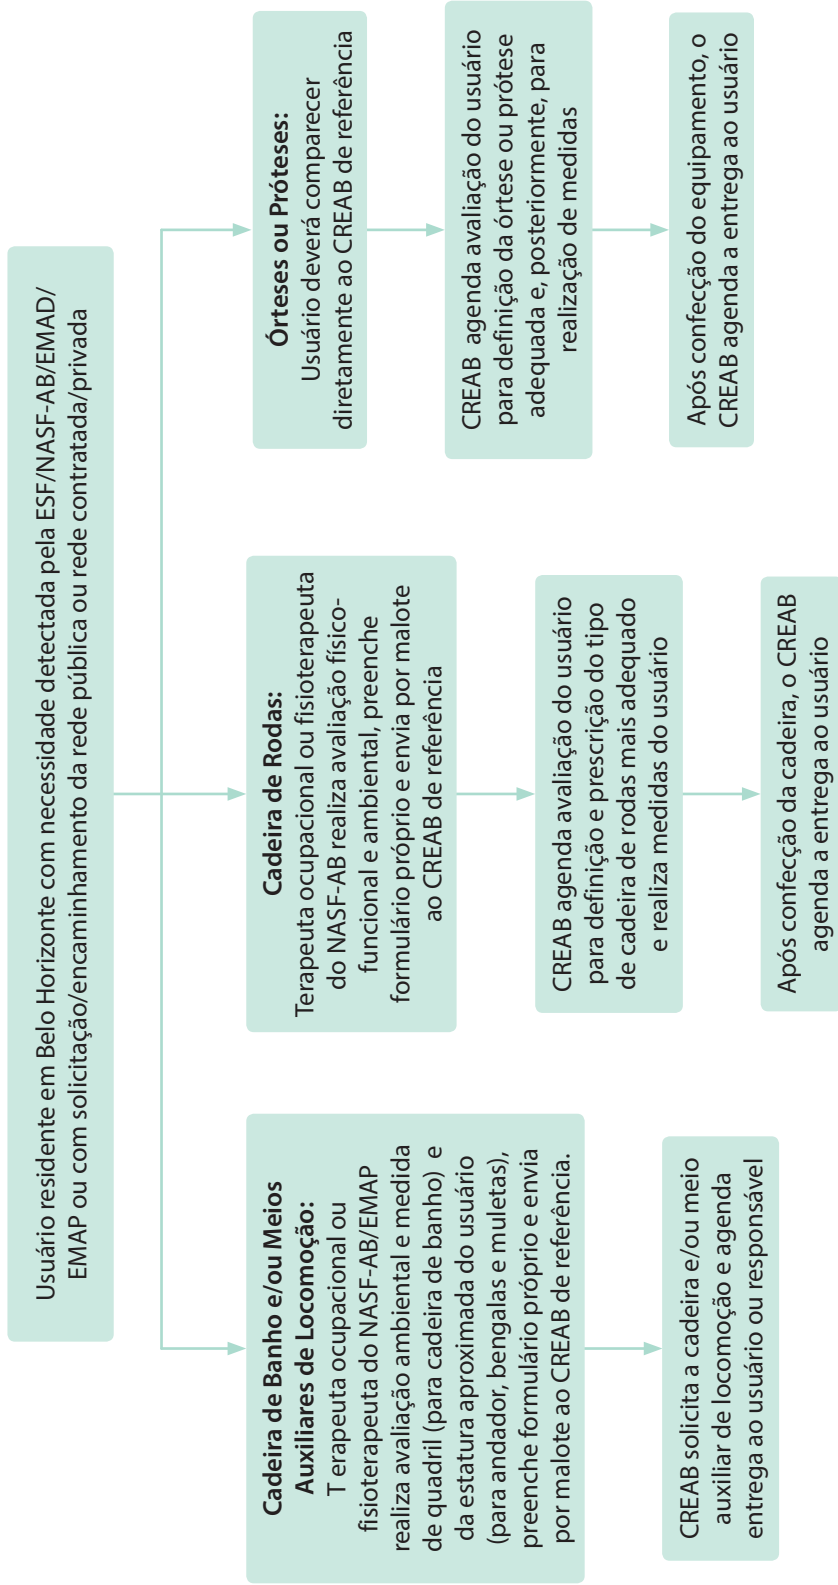 Usuário residente em Belo Horizonte com necessidade detectada pela ESF/NASF-AB/EMAD/
EMAP ou com solicitação/encaminhamento da rede pública ou rede contratada/privada
Cadeira de Banho e/ou Meios
Auxiliares de Locomoção:
T erapeuta ocupacional ou
fisioterapeuta do NASF-AB/EMAP
realiza avaliação ambiental e medida
de quadril (para cadeira de banho) e
da estatura aproximada do usuário
(para andador, bengalas e muletas),
preenche formulário próprio e envia
por malote ao CREAB de referência.
CREAB solicita a cadeira e/ou meio
auxiliar de locomoção e agenda
entrega ao usuário ou responsável
Cadeira de Rodas:
Terapeuta ocupacional ou fisioterapeuta
do NASF-AB realiza avaliação físico-
funcional e ambiental, preenche
formulário próprio e envia por malote
ao CREAB de referência
CREAB agenda avaliação do usuário
para definição e prescrição do tipo
de cadeira de rodas mais adequado
e realiza medidas do usuário
Após confecção da cadeira, o CREAB
agenda a entrega ao usuário
Órteses ou Próteses:
Usuário deverá comparecer
diretamente ao CREAB de referência
CREAB agenda avaliação do usuário
para definição da órtese ou prótese
adequada e, posteriormente, para
realização de medidas
Após confecção do equipamento, o
CREAB agenda a entrega ao usuário